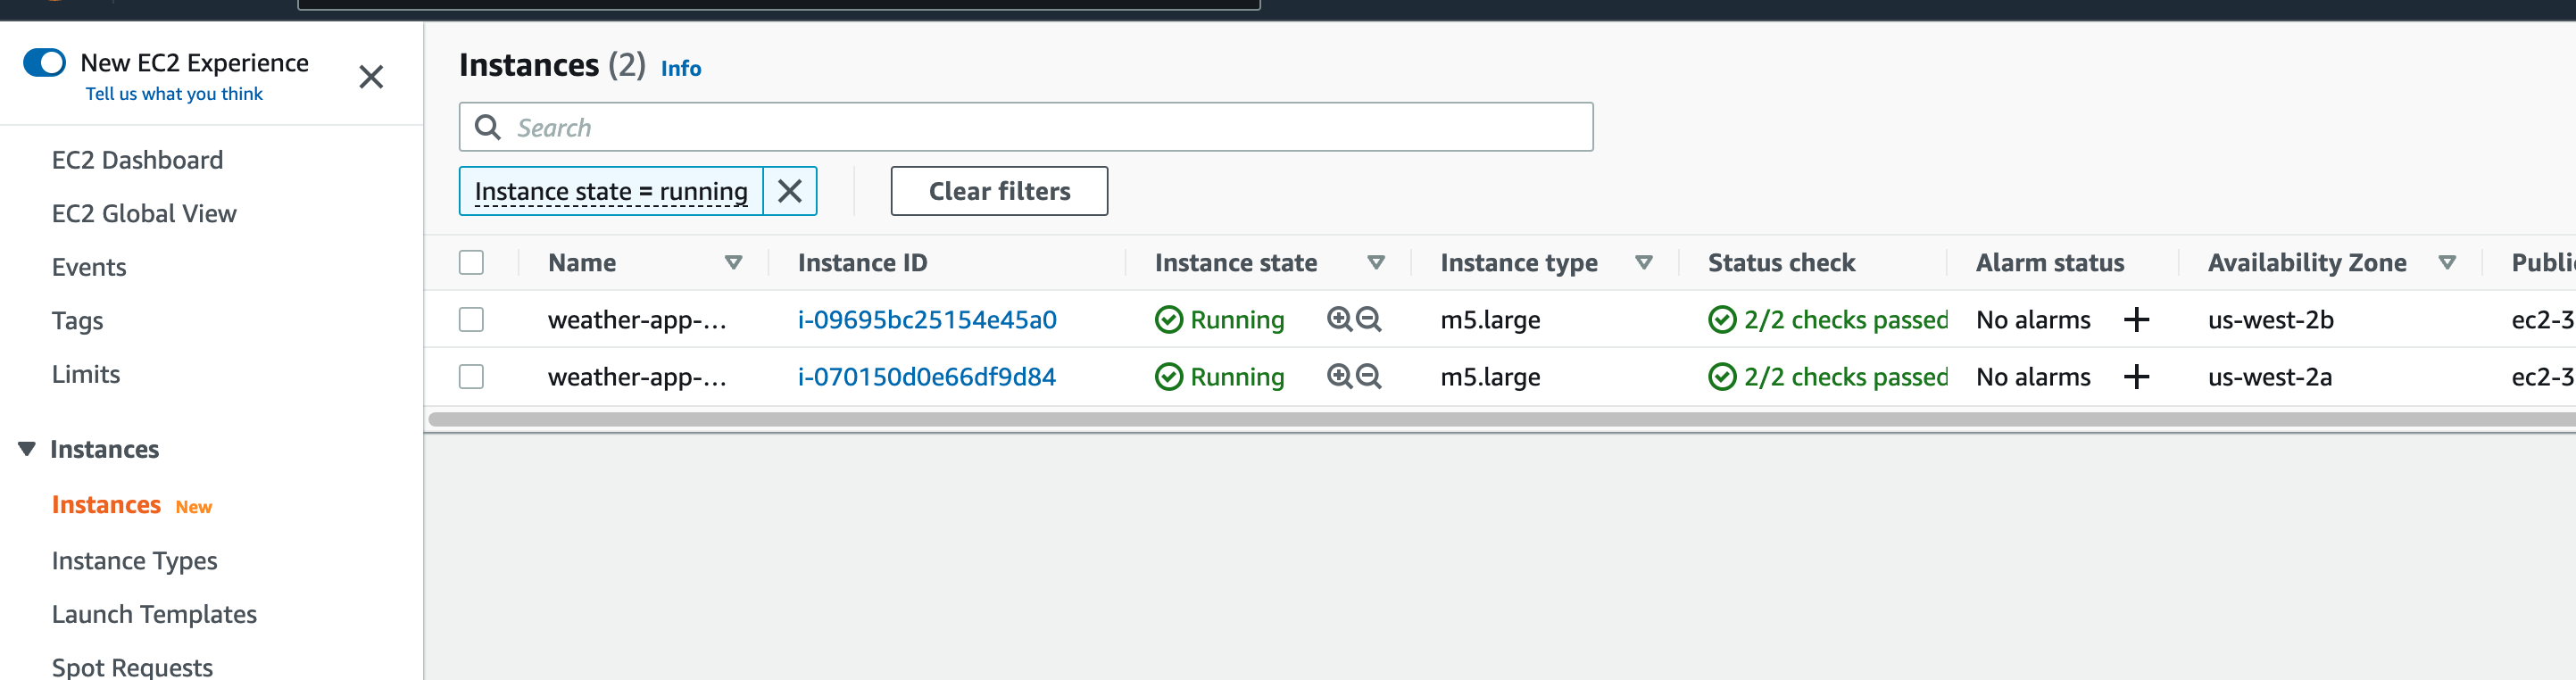 New EC2 Experience
Tell us what you think
EC2 Dashboard
EC2 Global View
Events
Tags
Limits
Instances
Instances New
Instance Types
Launch Templates
Spot Requests
Instances (2) Info
Search
Instance state = running
Clear filters
Name Instance ID Instance state Instance type Status check Alarm status Availability Zone
weather-app-... i-09695bc25154e45a0 Running m5.large 2/2 checks passed No alarms us-west-2b ec2-3
weather-app-... i-070150d0e66df9d84 Running m5.large 2/2 checks passed No alarms us-west-2a ec2-3